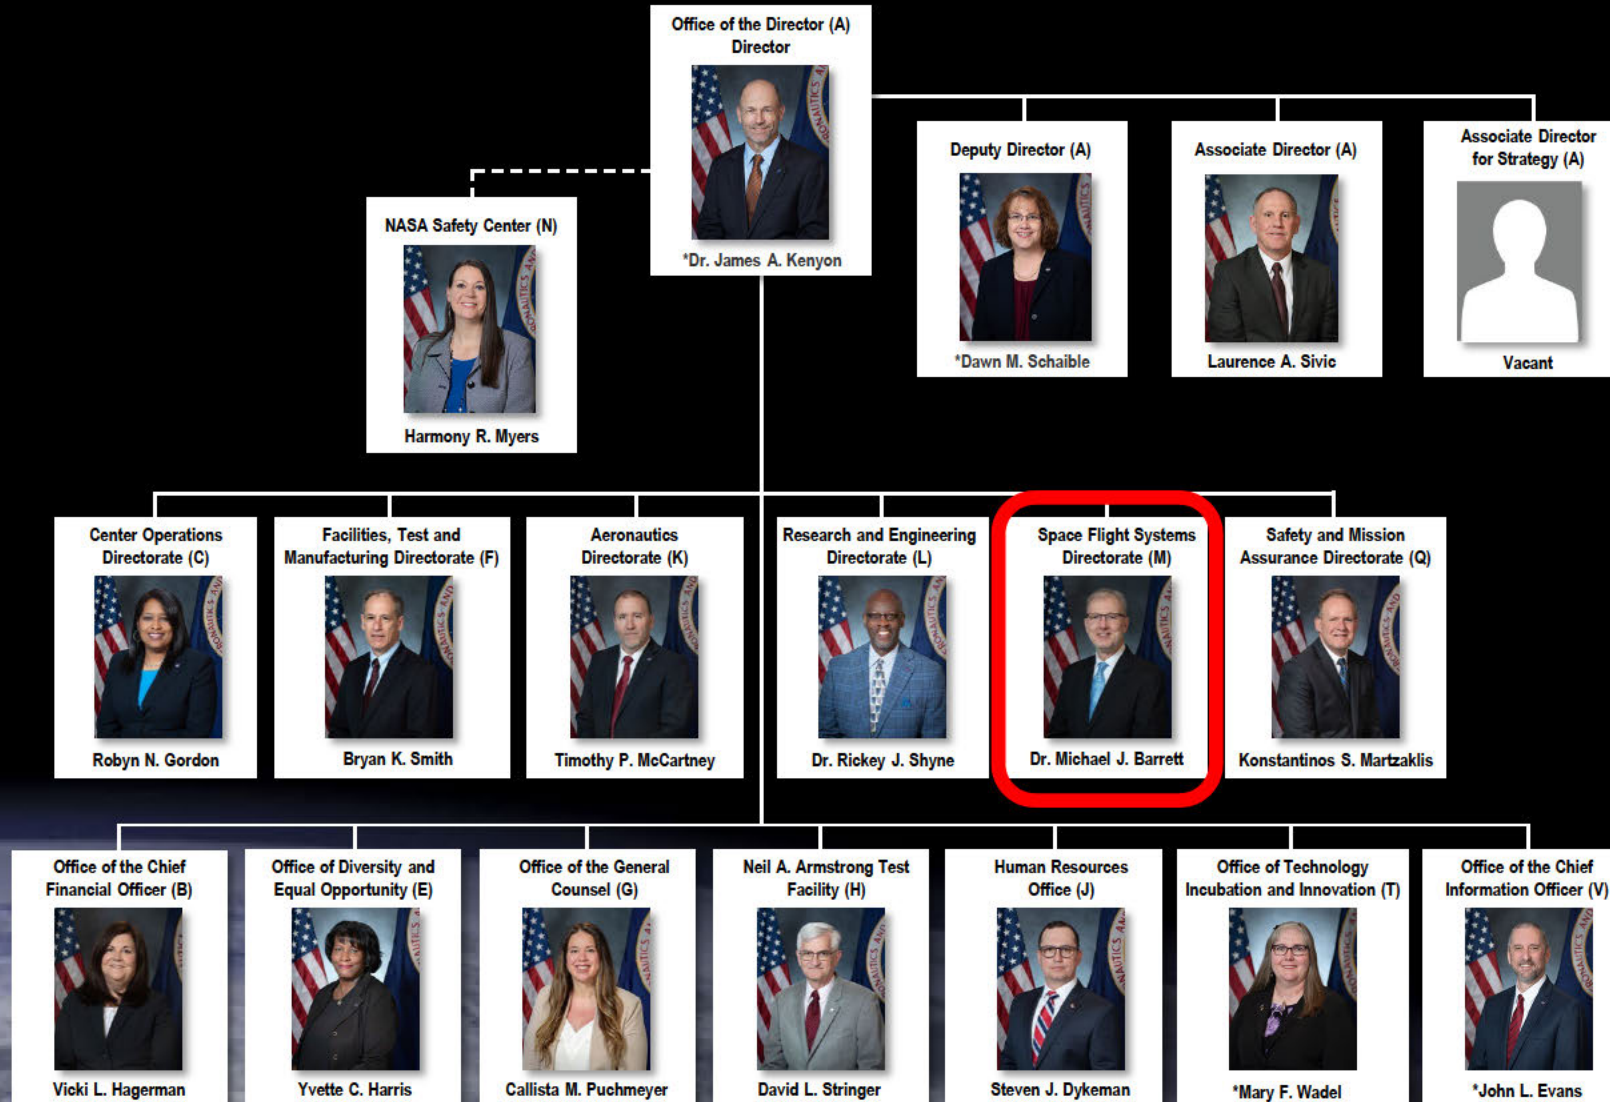 Office of the Director (A)
Director
*Dr. James A. Kenyon
Deputy Director (A)
*Dawn M. Schaible
Associate Director (A)
Laurence A. Sivic
Associate Director
for Strategy (A)
Vacant
NASA Safety Center (N)
Harmony R. Myers
Center Operations
Directorate (C)
Robyn N. Gordon
Facilities, Test and
Manufacturing Directorate (F)
Bryan K. Smith
Aeronautics
Directorate (K)
Timothy P. McCartney
Research and Engineering
Directorate (L)
Dr. Rickey J. Shyne
Space Flight Systems
Directorate (M)
Dr. Michael J. Barrett
Safety and Mission
Assurance Directorate (Q)
Konstantinos S. Martzaklis
Office of the Chief
Financial Officer (B)
Vicki L. Hagerman
Office of Diversity and
Equal Opportunity (E)
Yvette C. Harris
Office of the General
Counsel (G)
Callista M. Puchmeyer
Neil A. Armstrong Test
Facility (H)
David L. Stringer
Human Resources
Office (J)
Steven J. Dykeman
Office of Technology
Incubation and Innovation (T)
*Mary F. Wadel
Office of the Chief
Information Officer (V)
*John L. Evans